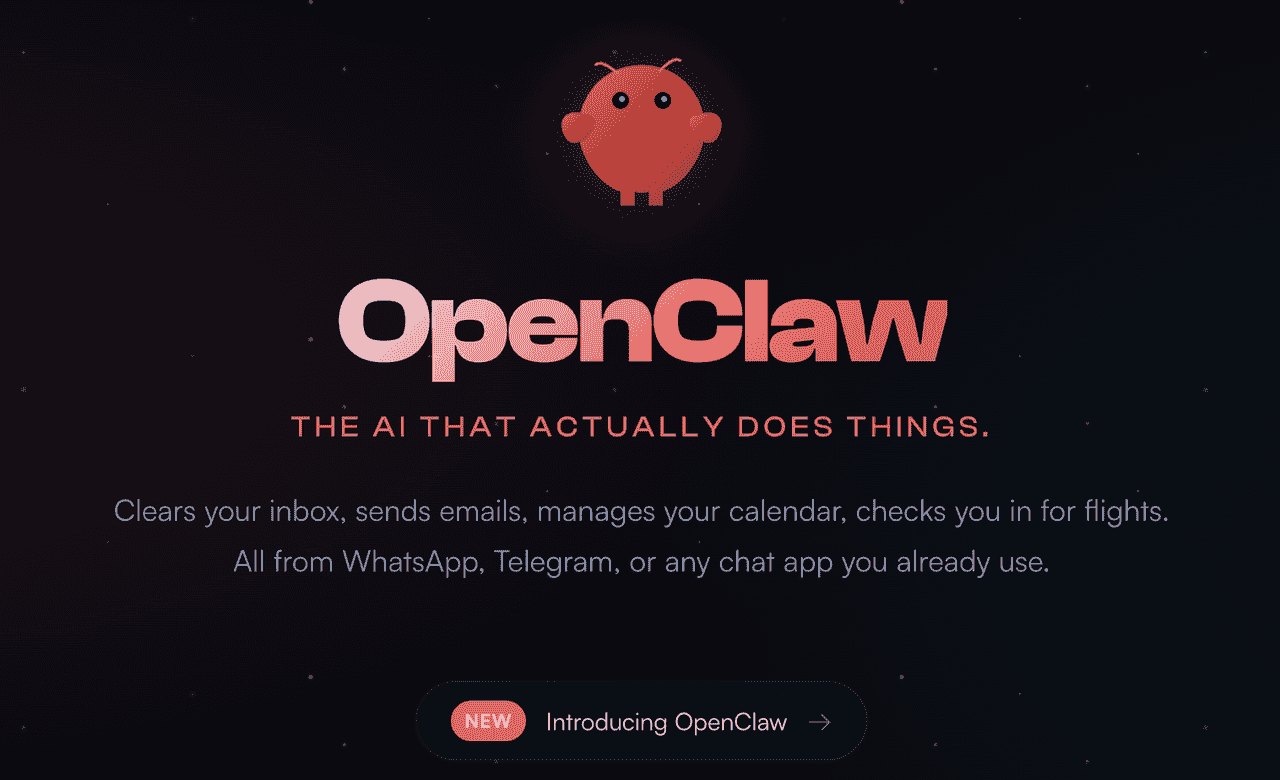 OpenClaw
THE AI THAT ACTUALLY DOES THINGS.
Clears your inbox, sends emails, manages your calendar, checks you in for flights.
All from WhatsApp, Telegram, or any chat app you already use.
NEW Introducing OpenClaw →